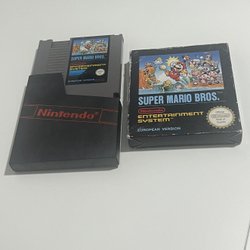 SUPER MARIO BROS.
Nintendo
SUPER MARIO BROS.
Nintendo
ENTERTAINMENT
SYSTEM
EUROPEAN VERSION